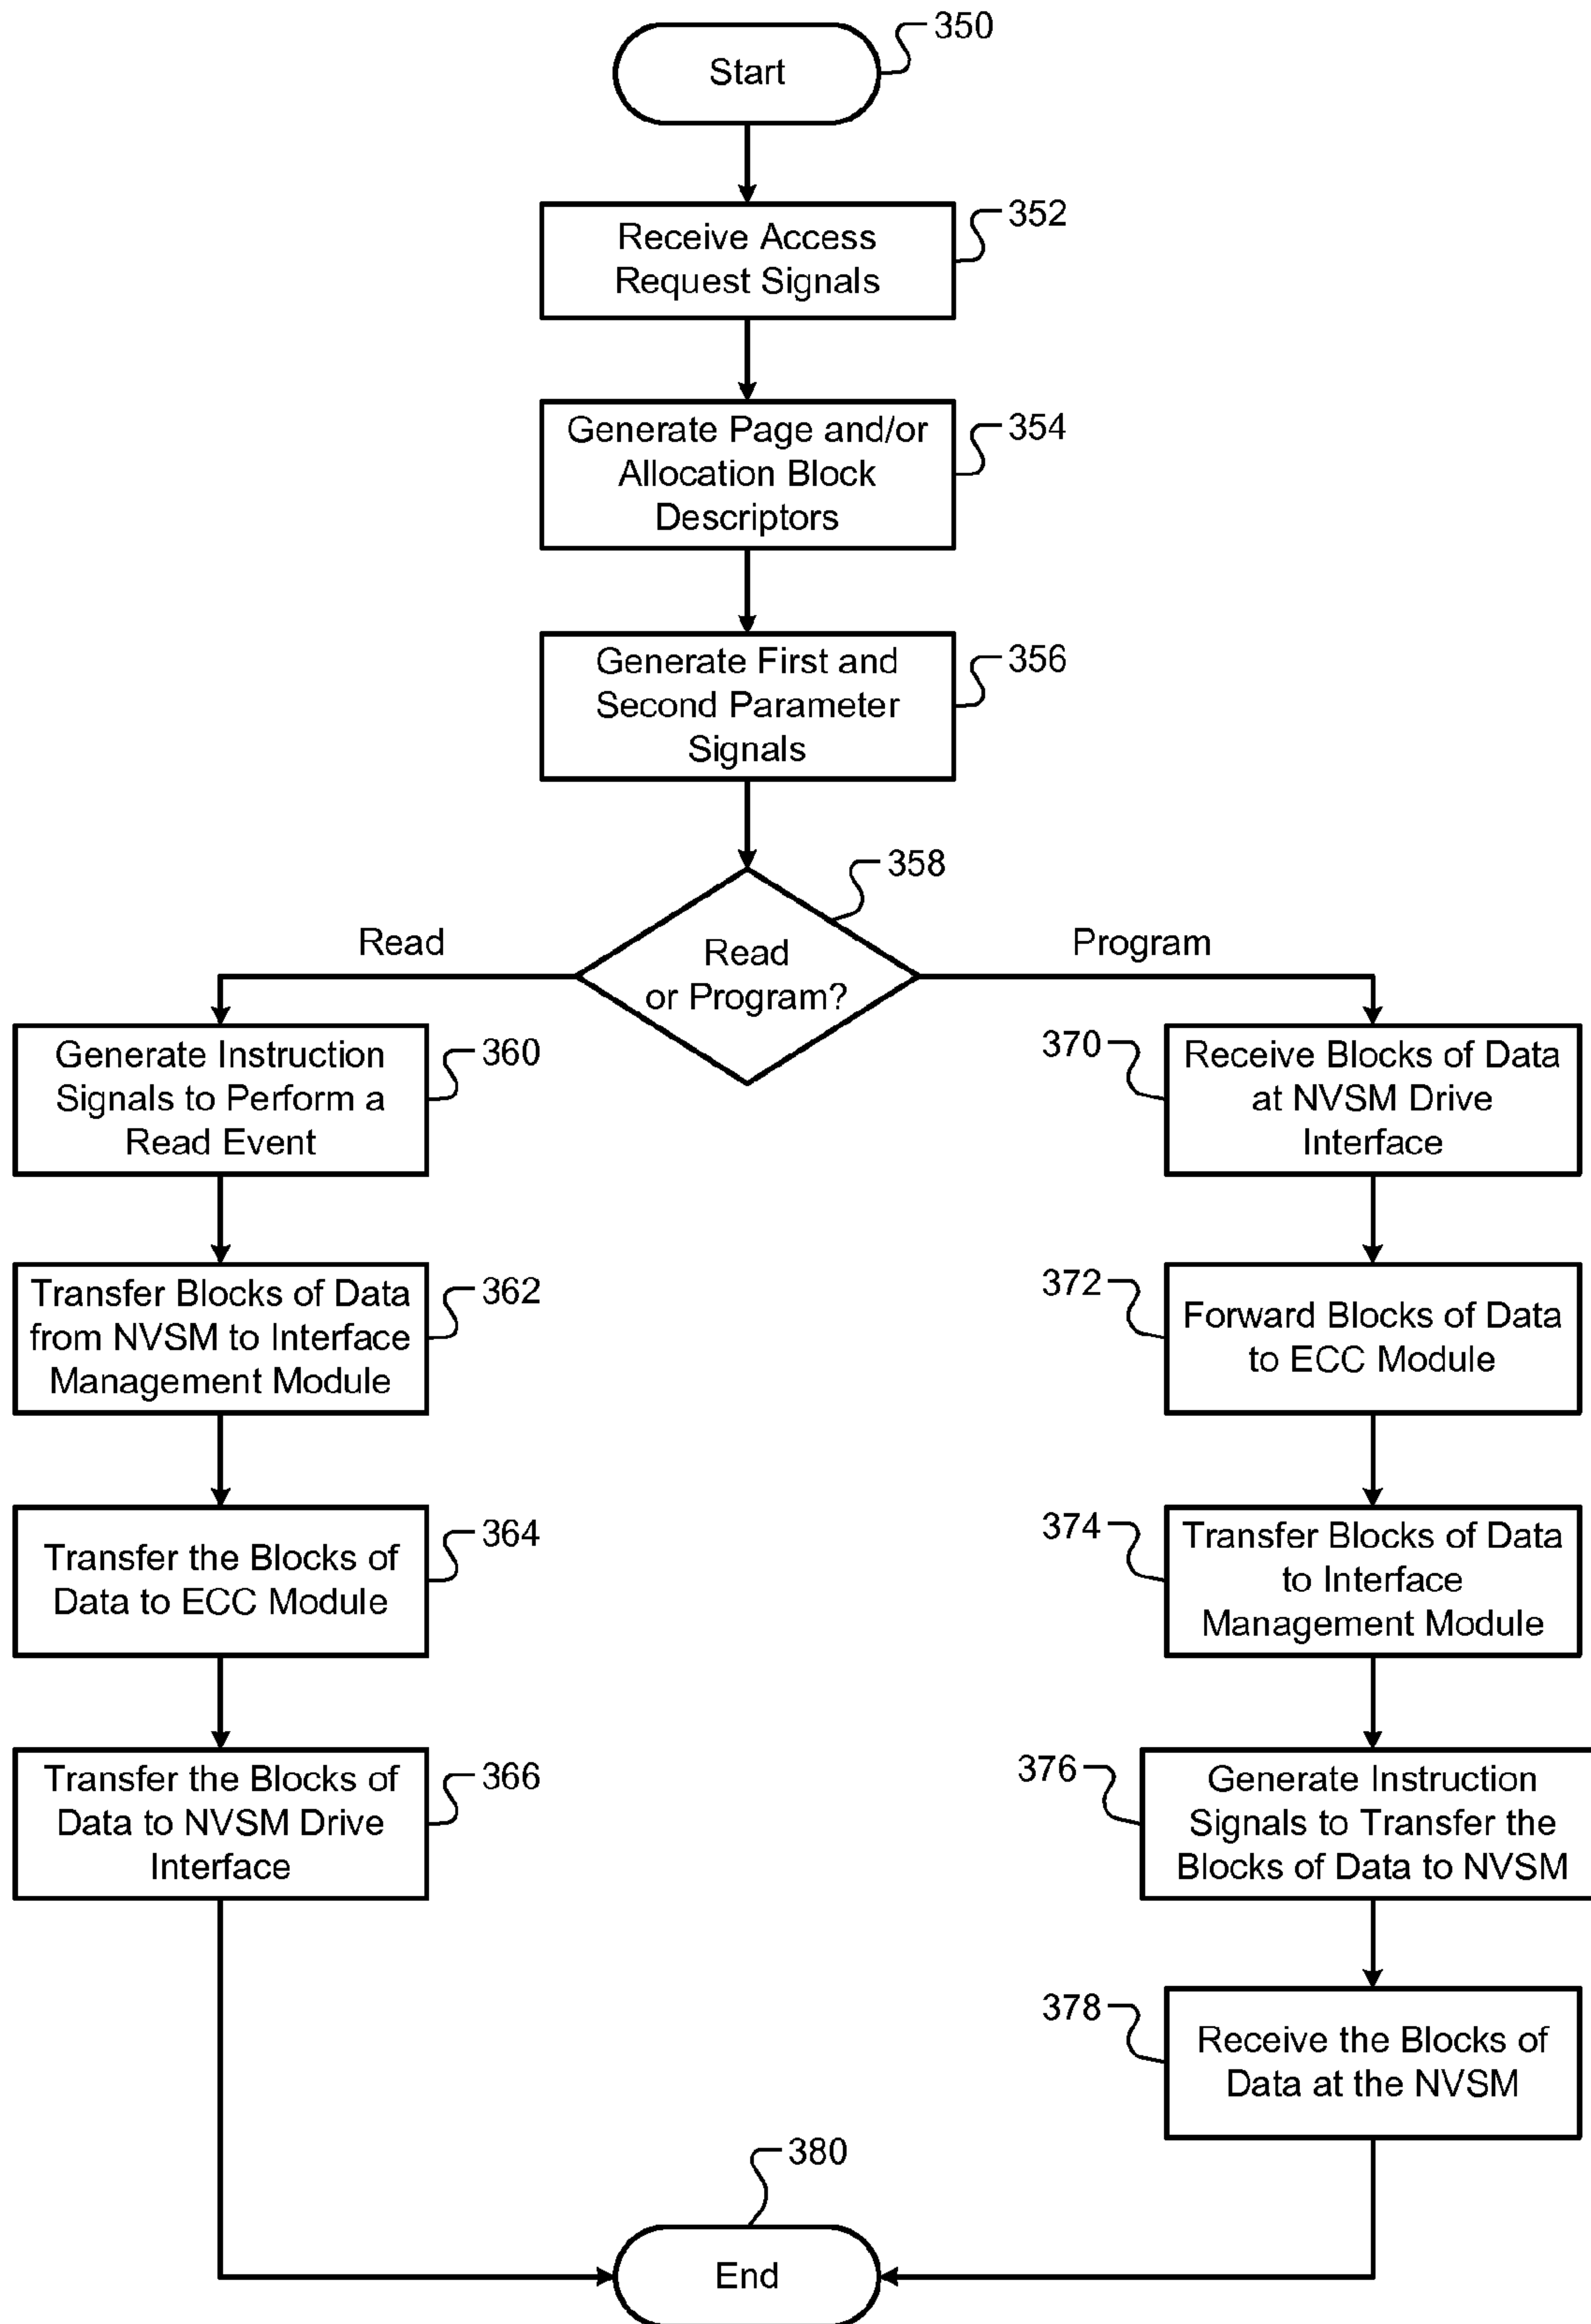 350
Start
352
Receive Access
Request Signals
354
Generate Page and/or
Allocation Block
Descriptors
356
Generate First and
Second Parameter
Signals
358
Read
or Program?
Read
Program
360
Generate Instruction
Signals to Perform a
Read Event
362
Transfer Blocks of Data
from NVSM to Interface
Management Module
364
Transfer the Blocks of
Data to ECC Module
366
Transfer the Blocks of
Data to NVSM Drive
Interface
370
Receive Blocks of Data
at NVSM Drive
Interface
372
Forward Blocks of Data
to ECC Module
374
Transfer Blocks of Data
to Interface
Management Module
376
Generate Instruction
Signals to Transfer the
Blocks of Data to NVSM
378
Receive the Blocks of
Data at the NVSM
380
End